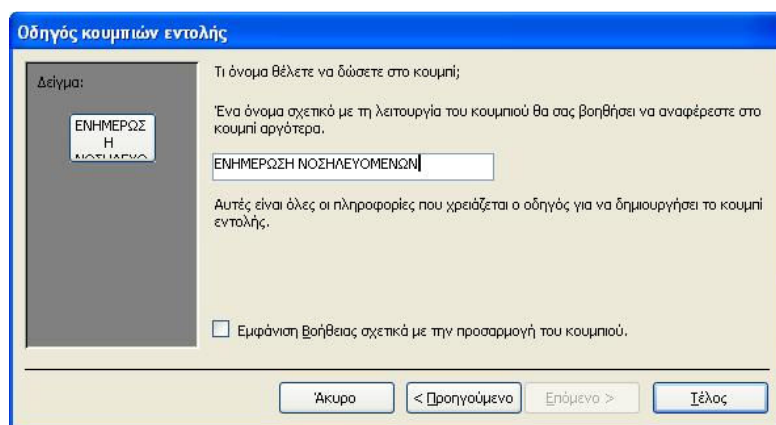 Οδηγός κουμπιών εντολής
Δείγμα:
ΕΝΗΜΕΡΩΣ
Η
Τι όνομα θέλετε να δώσετε στο κουμπί;
Ένα όνομα σχετικό με τη λειτουργία του κουμπιού θα σας βοηθήσει να αναφέρεστε στο
κουμπί αργότερα.
ΕΝΗΜΕΡΩΣΗ ΝΟΣΗΛΕΥΟΜΕΝΩΝ
Αυτές είναι όλες οι πληροφορίες που χρειάζεται ο οδηγός για να δημιουργήσει το κουμπί
εντολής.
Εμφάνιση Βοήθειας σχετικά με την προσαρμογή του κουμπιού.
Άκυρο
< Προηγούμενο
Επόμενο >
Τέλος